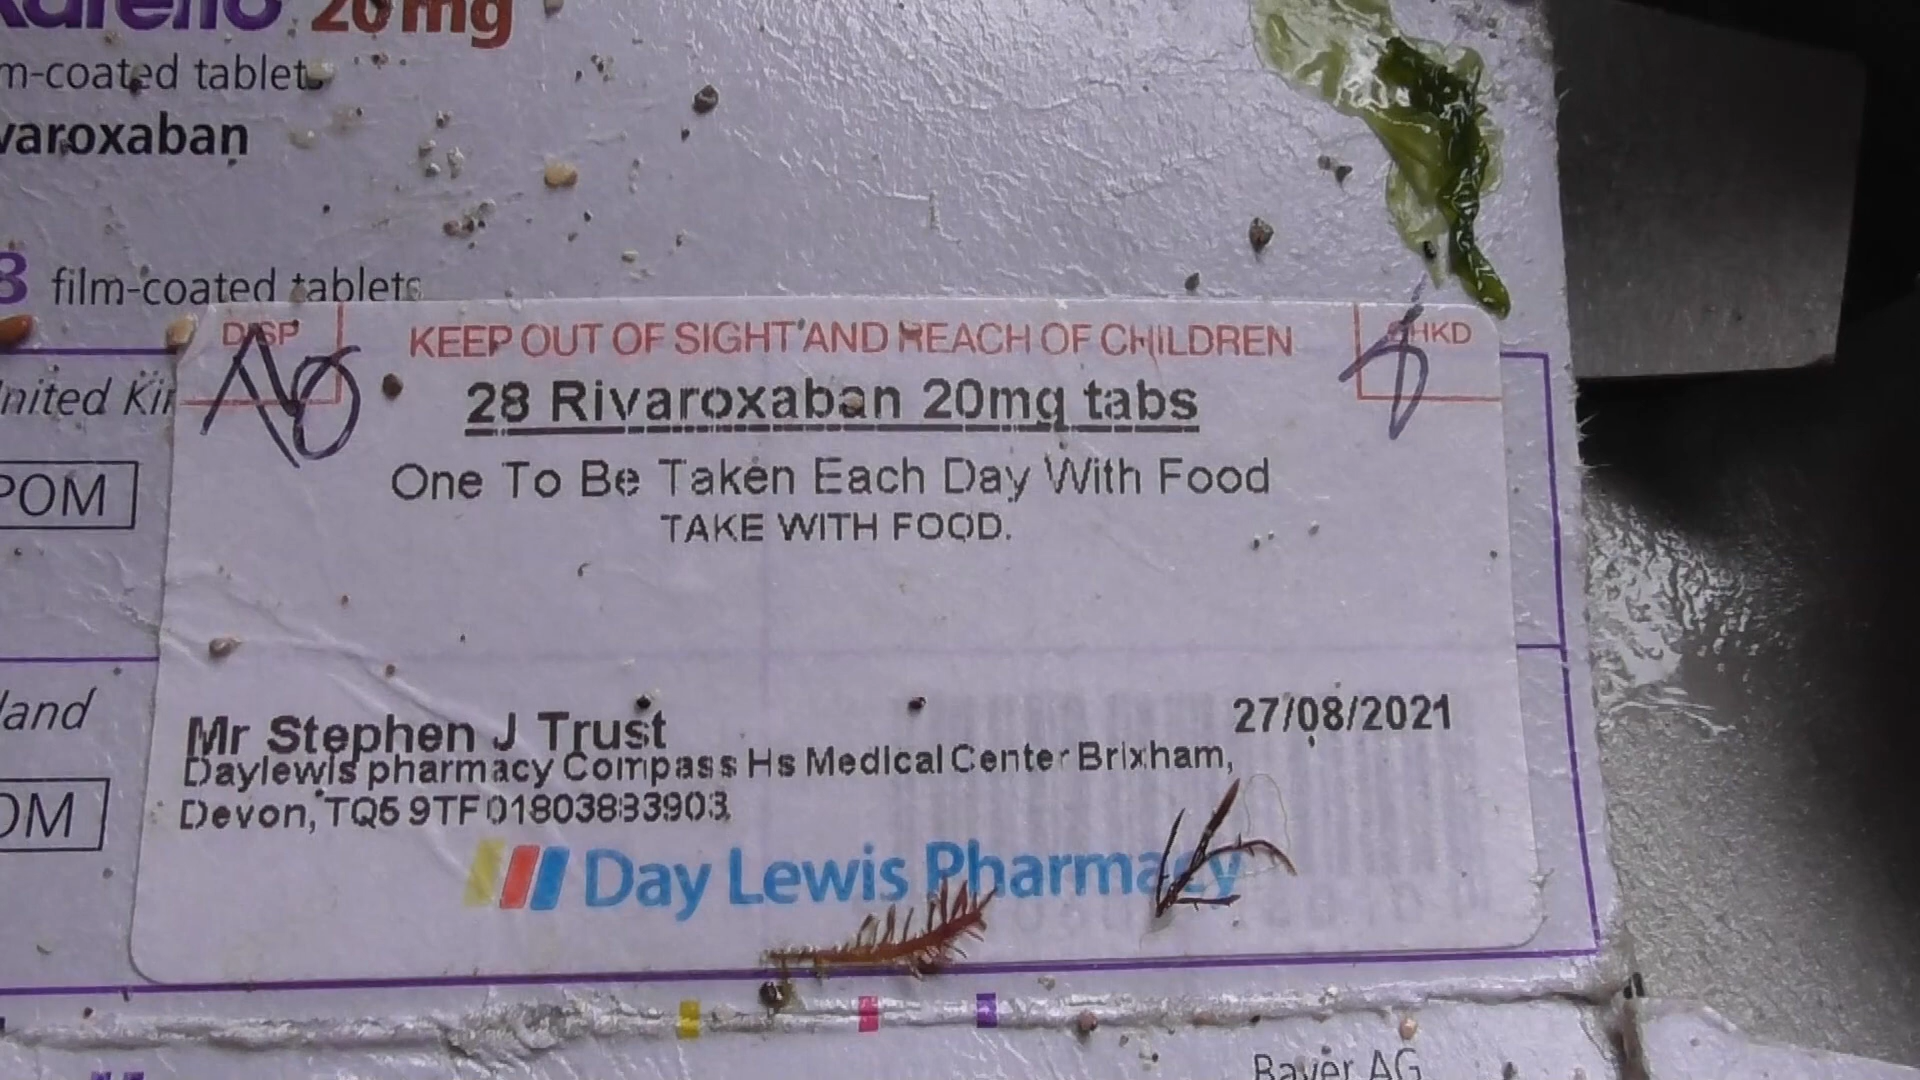 20mg
m-coated tablets
varoxaban
8 film-coated tablets
DISP
KEEP OUT OF SIGHT AND REACH OF CHILDREN
CHKD
28 Rivaroxaban 20mg tabs
One To Be Taken Each Day With Food
TAKE WITH FOOD.
nited Kin
POM
land
OM
Mr Stephen J Trust
27/08/2021
Daylewis pharmacy Compass Hs Medical Center Brixham,
Devon, TQ5 9TF 01803883903
Day Lewis Pharmacy
Bayer AG